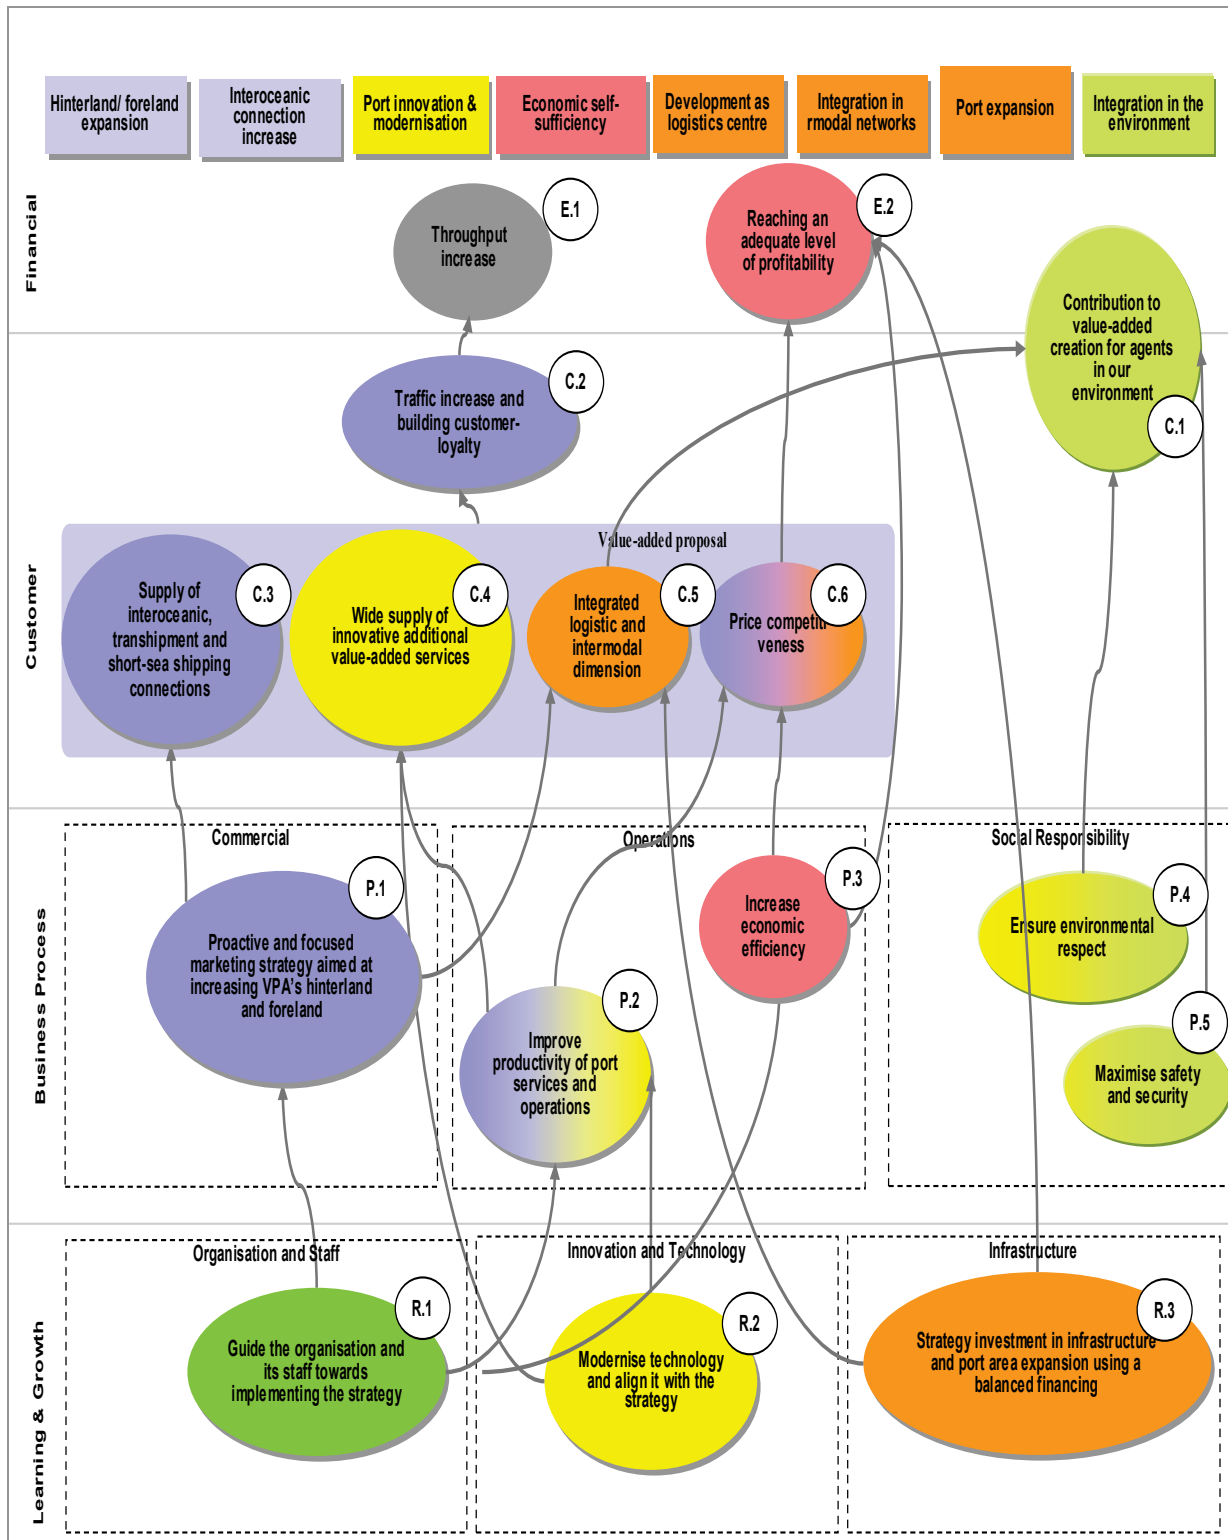 Hinterland/ foreland
expansion
Interoceanic
connection
increase
Port innovation &
modernisation
Economic self-
sufficiency
Development as
logistics centre
Integration in
rmodal networks
Port expansion
Integration in the
environment
Financial
Throughput
increase
E.1
Reaching an
adequate level
of profitability
E.2
Contribution to
value-added
creation for agents
in our
environment
C.1
Traffic increase and
building customer-
loyalty
C.2
Customer
Value-added proposal
Supply of
interoceanic,
transhipment and
short-sea shipping
connections
C.3
Wide supply of
innovative additional
value-added services
C.4
Integrated
logistic and
intermodal
dimension
C.5
Price competiti
veness
C.6
Business Process
Commercial
Proactive and focused
marketing strategy aimed at
increasing VPA's hinterland
and foreland
P.1
Operations
Improve
productivity of port
services and
operations
P.2
Increase
economic
efficiency
P.3
Social Responsibility
Ensure environmental
respect
P.4
Maximise safety
and security
P.5
Learning & Growth
Organisation and Staff
Guide the organisation and
its staff towards
implementing the strategy
R.1
Innovation and Technology
Modernise technology
and align it with the
strategy
R.2
Infrastructure
Strategy investment in infrastructure
and port area expansion using a
balanced financing
R.3